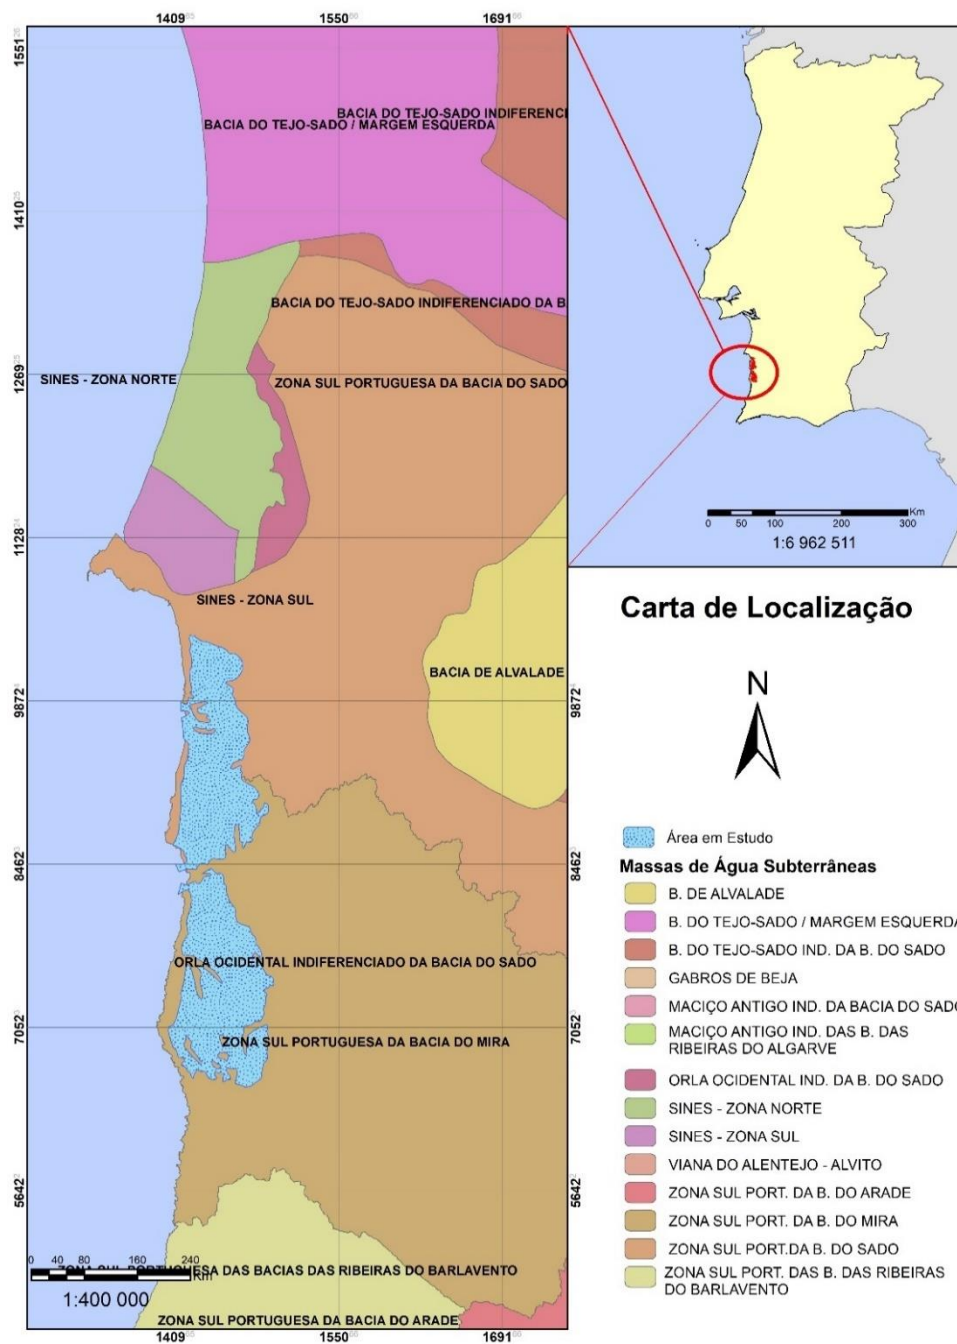 1409
1550
1691
1551
1410
1269
1128
9872
8462
7052
5642
BACIA DO TEJO-SADO INDIFERENCI
BACIA DO TEJO-SADO / MARGEM ESQUERDA
BACIA DO TEJO-SADO INDIFERENCIADO DA B
SINES - ZONA NORTE
ZONA SUL PORTUGUESA DA BACIA DO SADO
SINES - ZONA SUL
BACIA DE ALVALADE
ORLA OCIDENTAL INDIFERENCIADO DA BACIA DO SADO
ZONA SUL PORTUGUESA DA BACIA DO MIRA
0 40 80 160 240
Km
PORTUGUESA DAS BACIAS DAS RIBEIRAS DO BARLAVENTO
1:400 000
ZONA SUL PORTUGUESA DA BACIA DO ARADE
1409
1550
1691
9872
8462
7052
5642
Km
0 50 100 200 300
1:6 962 511
Carta de Localização
N
Área em Estudo
Massas de Água Subterrâneas
B. DE ALVALADE
B. DO TEJO-SADO / MARGEM ESQUERDA
B. DO TEJO-SADO IND. DA B. DO SADO
GABROS DE BEJA
MACIÇO ANTIGO IND. DA BACIA DO SADO
MACIÇO ANTIGO IND. DAS B. DAS
RIBEIRAS DO ALGARVE
ORLA OCIDENTAL IND. DA B. DO SADO
SINES - ZONA NORTE
SINES - ZONA SUL
VIANA DO ALENTEJO - ALVITO
ZONA SUL PORT. DA B. DO ARADE
ZONA SUL PORT. DA B. DO MIRA
ZONA SUL PORT.DA B. DO SADO
ZONA SUL PORT. DAS B. DAS RIBEIRAS
DO BARLAVENTO